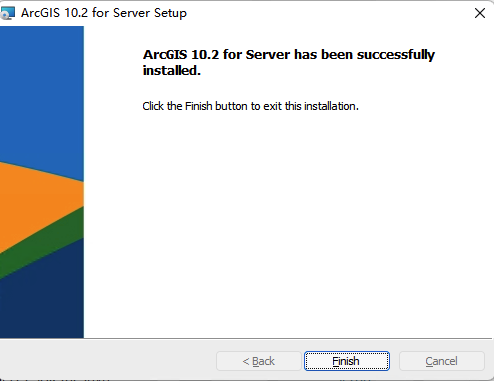 ArcGIS 10.2 for Server Setup
ArcGIS 10.2 for Server has been successfully
installed.
Click the Finish button to exit this installation.
< Back Finish Cancel